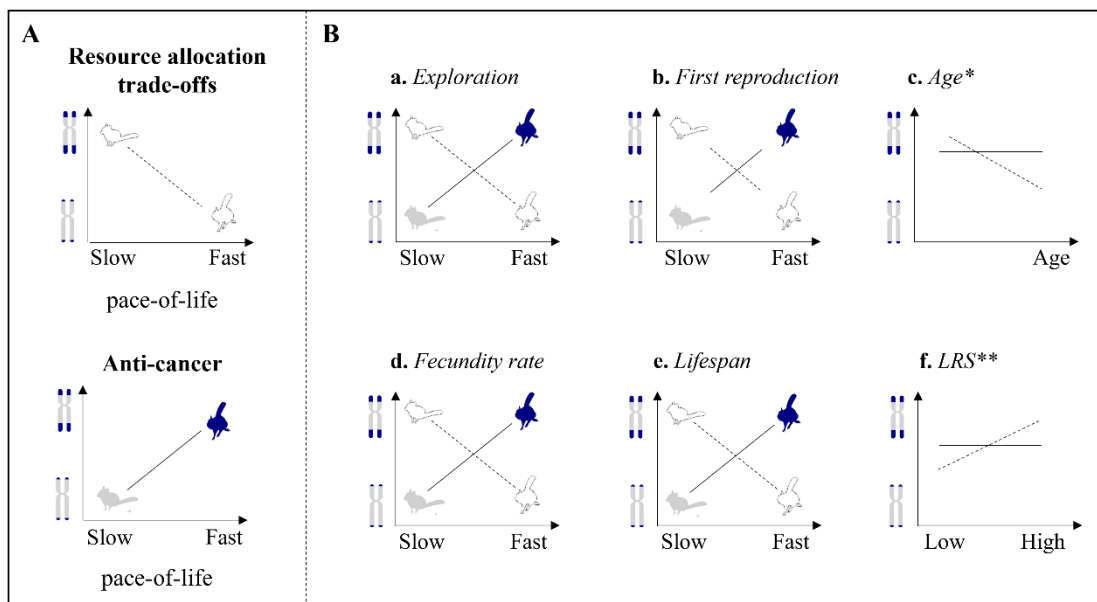 A
Resource allocation
trade-offs
Slow Fast
pace-of-life
Anti-cancer
Slow Fast
pace-of-life
B
a. Exploration
Slow Fast
b. First reproduction
Slow Fast
c. Age*
Age
d. Fecundity rate
Slow Fast
e. Lifespan
Slow Fast
f. LRS**
Low High